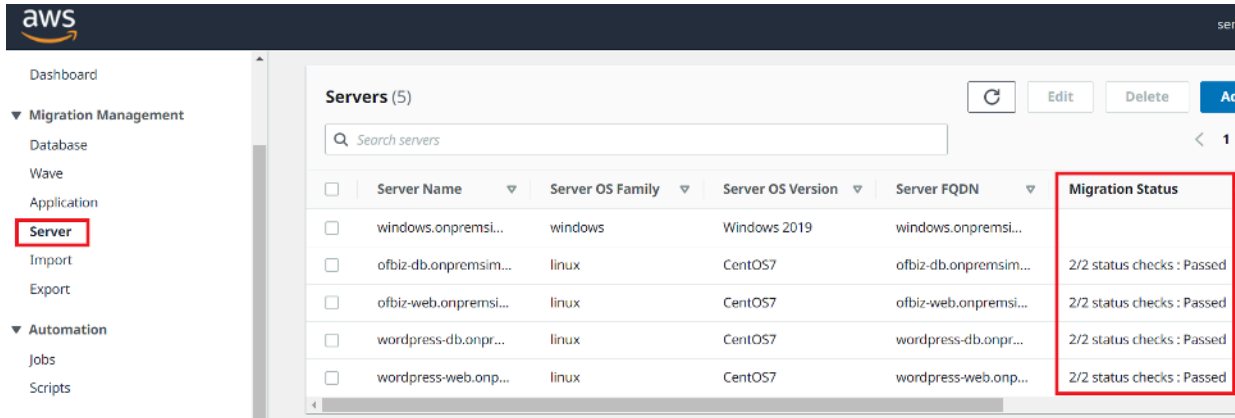 aws
ser
Dashboard
Migration Management
Database
Wave
Application
Server
Import
Export
Automation
Jobs
Scripts
Servers (5)
Edit Delete Ad
Search servers
1
Server Name Server OS Family Server OS Version Server FQDN Migration Status
windows.onpremsi... windows Windows 2019 windows.onpremsi...
ofbiz-db.onpremsim... linux CentOS7 ofbiz-db.onpremsim... 2/2 status checks : Passed
ofbiz-web.onpremsi... linux CentOS7 ofbiz-web.onpremsi... 2/2 status checks : Passed
wordpress-db.onpr... linux CentOS7 wordpress-db.onpr... 2/2 status checks : Passed
wordpress-web.onp... linux CentOS7 wordpress-web.onp... 2/2 status checks : Passed